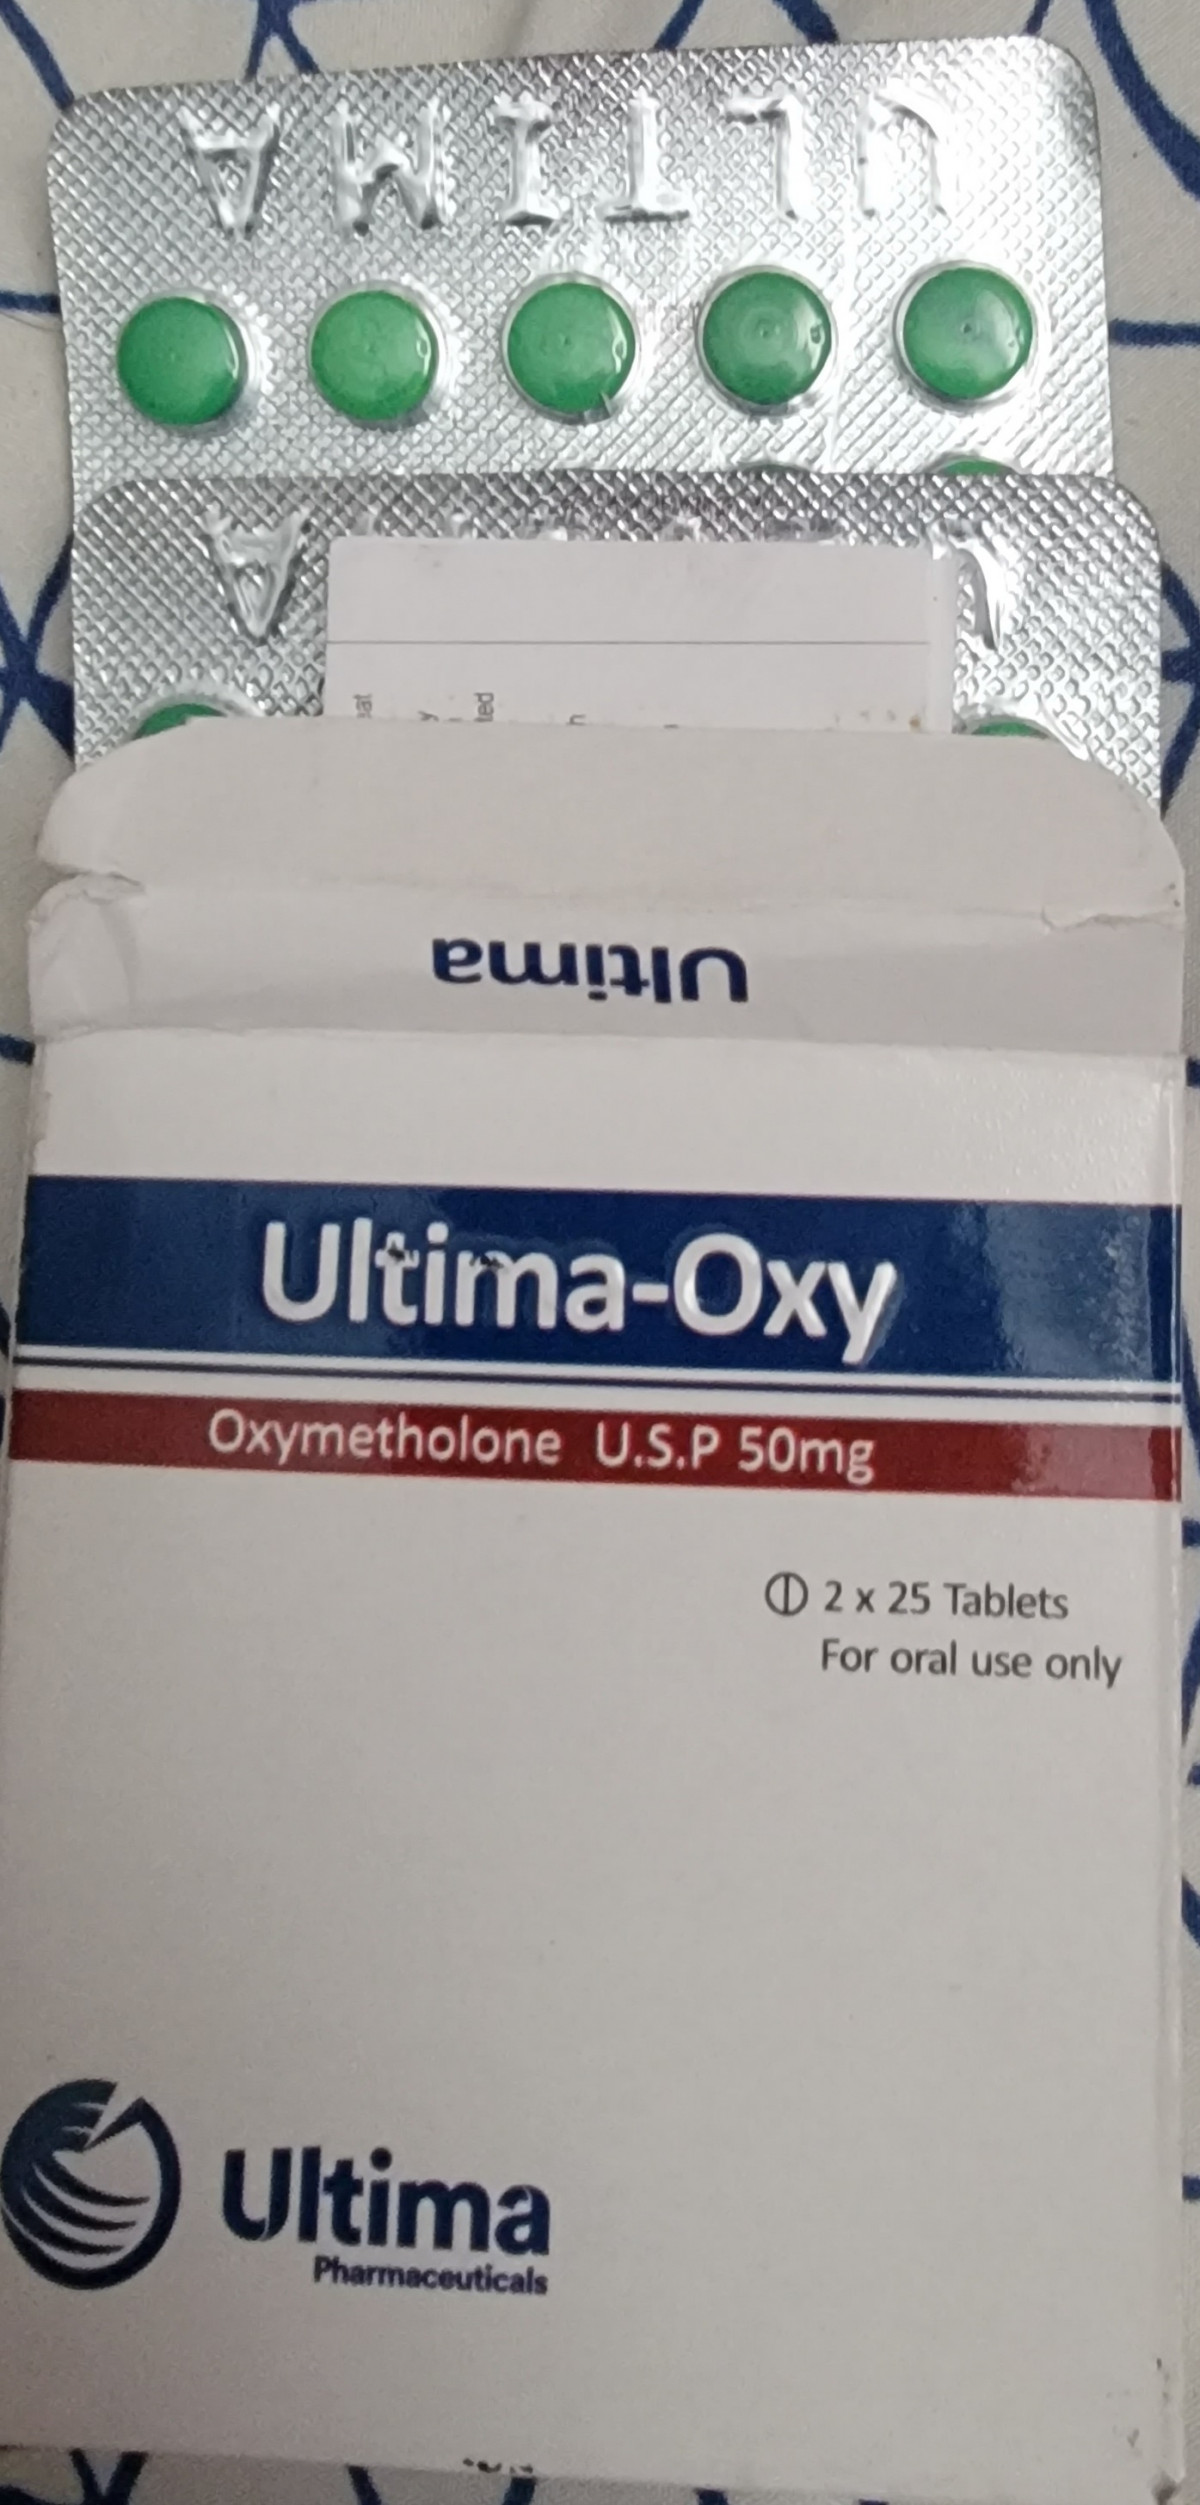 ULTIMA
Ultima
Ultima-Oxy
Oxymetholone U.S.P 50mg
2 x 25 Tablets
For oral use only
Ultima
Pharmaceuticals